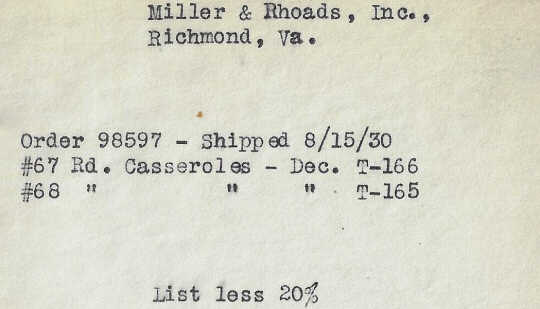 Miller & Rhoads, Inc.,
Richmond, Va.
Order 98597 - Shipped 8/15/30
#67 Rd. Casseroles - Dec. T-166
#68 " " " T-165
List less 20%